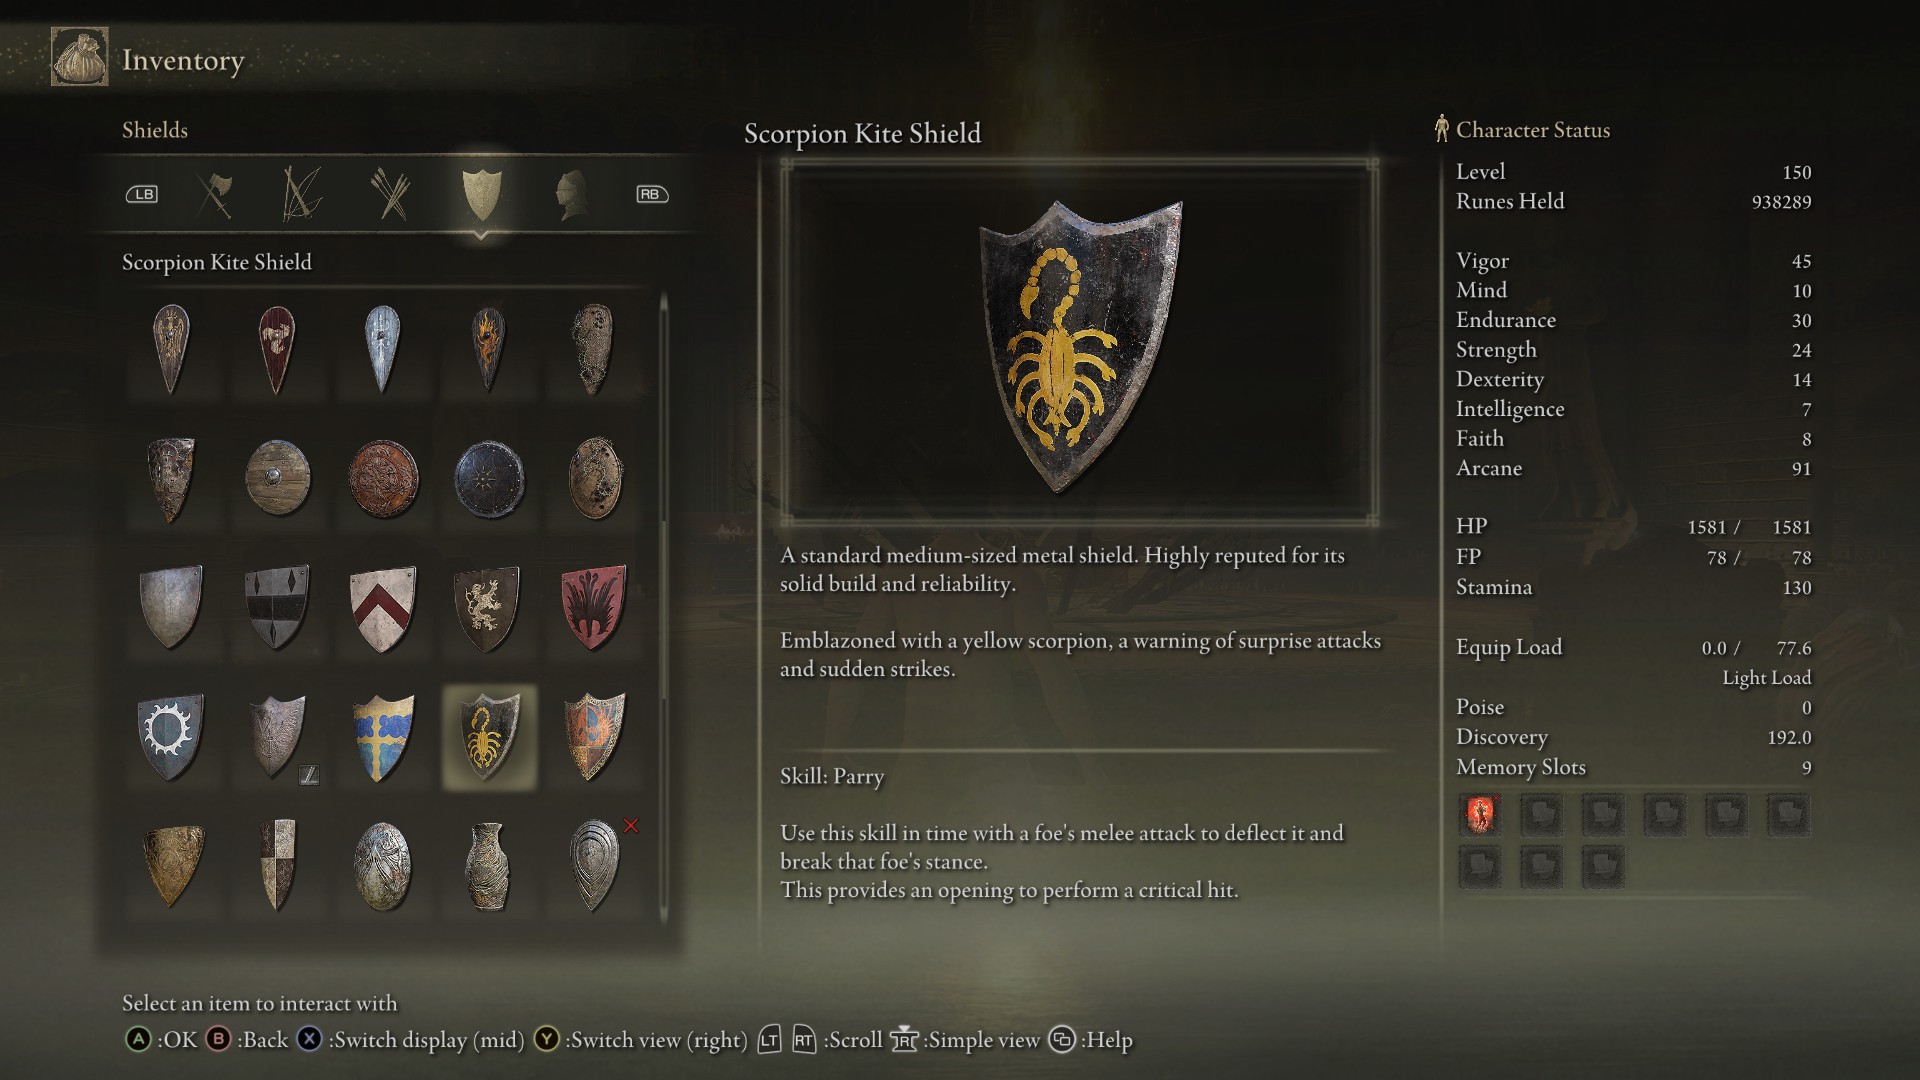 Inventory
Shields
LB
RB
Scorpion Kite Shield
Scorpion Kite Shield
A standard medium-sized metal shield. Highly reputed for its
solid build and reliability.
Emblazoned with a yellow scorpion, a warning of surprise attacks
and sudden strikes.
Skill: Parry
Use this skill in time with a foe's melee attack to deflect it and
break that foe's stance.
This provides an opening to perform a critical hit.
Character Status
Level 150
Runes Held 938289
Vigor 45
Mind 10
Endurance 30
Strength 24
Dexterity 14
Intelligence 7
Faith 8
Arcane 91
HP 1581 / 1581
FP 78 / 78
Stamina 130
Equip Load 0.0 / 77.6
Light Load
Poise 0
Discovery 192.0
Memory Slots 9
Select an item to interact with
A :OK B :Back X :Switch display (mid) Y :Switch view (right) LT RT :Scroll R :Simple view :Help